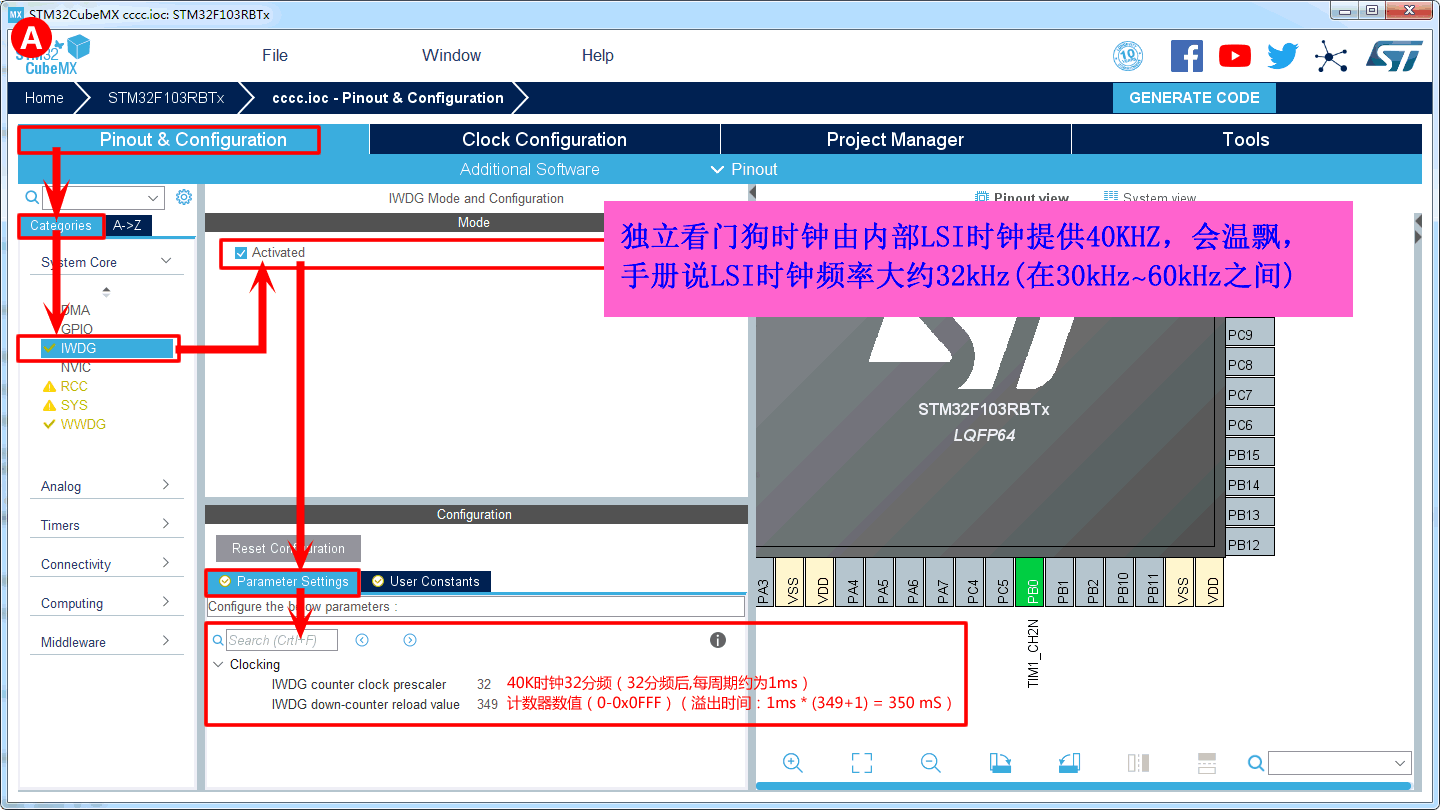 STM32CubeMX cccc.ioc: STM32F103RBTx
A
STM32
CubeMX
File
Window
Help
10
ST
Home
STM32F103RBTx
cccc.ioc - Pinout & Configuration
GENERATE CODE
Pinout & Configuration
Clock Configuration
Project Manager
Tools
Additional Software
Pinout
Categories
A->Z
System Core
DMA
GPIO
IWDG
NVIC
RCC
SYS
WWDG
Analog
Timers
Connectivity
Computing
Middleware
IWDG Mode and Configuration
Mode
Activated
Configuration
Reset Configuration
Parameter Settings
User Constants
Configure the below parameters :
Search (Crtl+F)
Clocking
IWDG counter clock prescaler 32 40K时钟32分频（32分频后,每周期约为1ms）
IWDG down-counter reload value 349 计数器数值（0-0x0FFF）（溢出时间：1ms * (349+1) = 350 mS）
Pinout view
System view
独立看门狗时钟由内部LSI时钟提供40KHZ，会温飘，
手册说LSI时钟频率大约32kHz(在30kHz~60kHz之间)
STM32F103RBTx
LQFP64
PC9
PC8
PC7
PC6
PB15
PB14
PB13
PB12
PA3
VSS
VDD
PA4
PA5
PA6
PA7
PC4
PC5
PB0
PB1
PB2
PB10
PB11
VSS
VDD
TIM1_CH2N